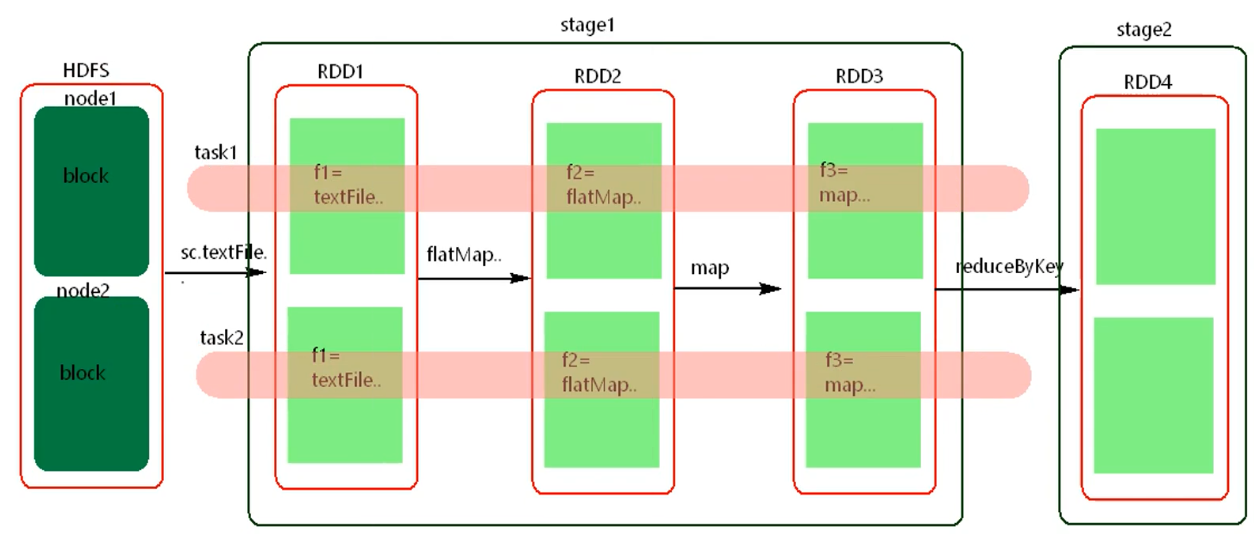 stage1
stage2
HDFS
RDD1
RDD2
RDD3
RDD4
node1
block
task1
f1=
textFile..
f2=
flatMap..
f3=
map...
sc.textFile.
.
flatMap..
map
reduceByKey
node2
block
task2
f1=
textFile..
f2=
flatMap..
f3=
map...